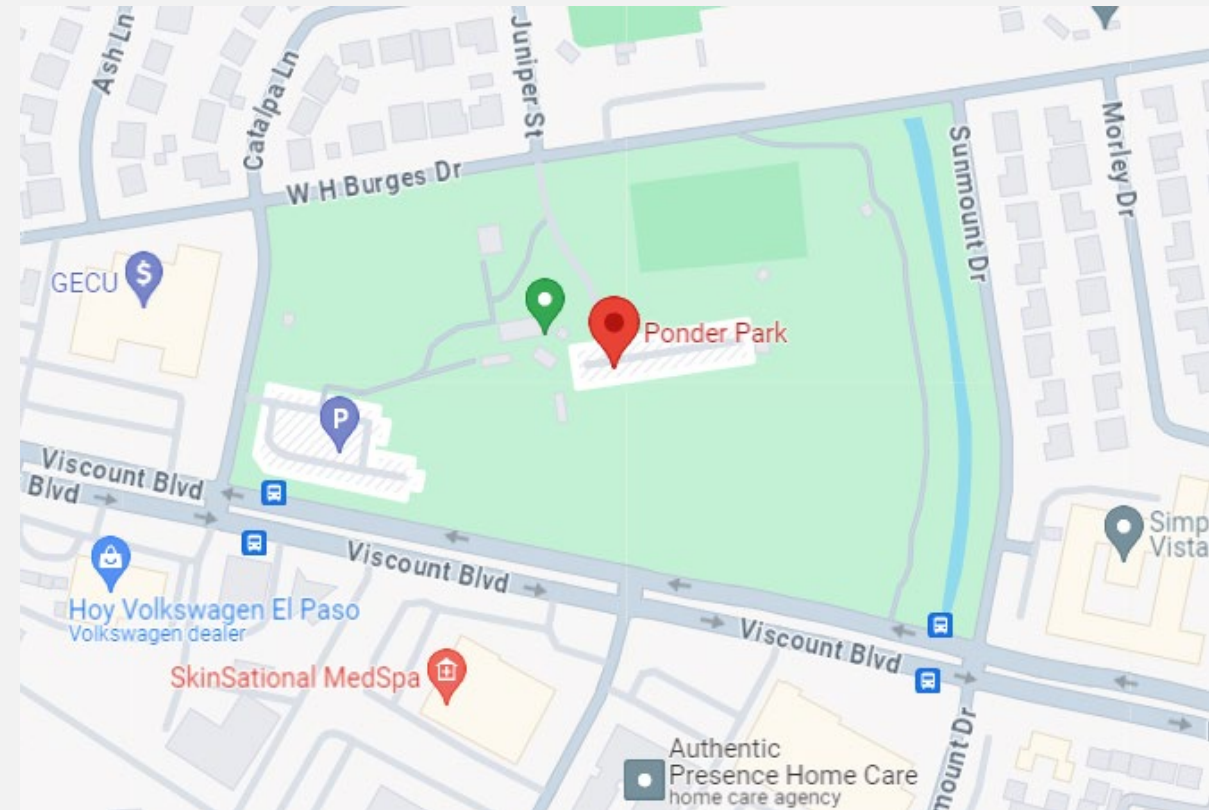 Ash Ln
Catalpa Ln
Juniper St
W H Burges Dr
Sunmount Dr
Morley Dr
GECU
$
Ponder Park
P
Viscount Blvd
Blvd
Viscount Blvd
Simp
Vista
Hoy Volkswagen El Paso
Volkswagen dealer
Viscount Blvd
SkinSational MedSpa
mount Dr
Authentic
Presence Home Care
home care agency